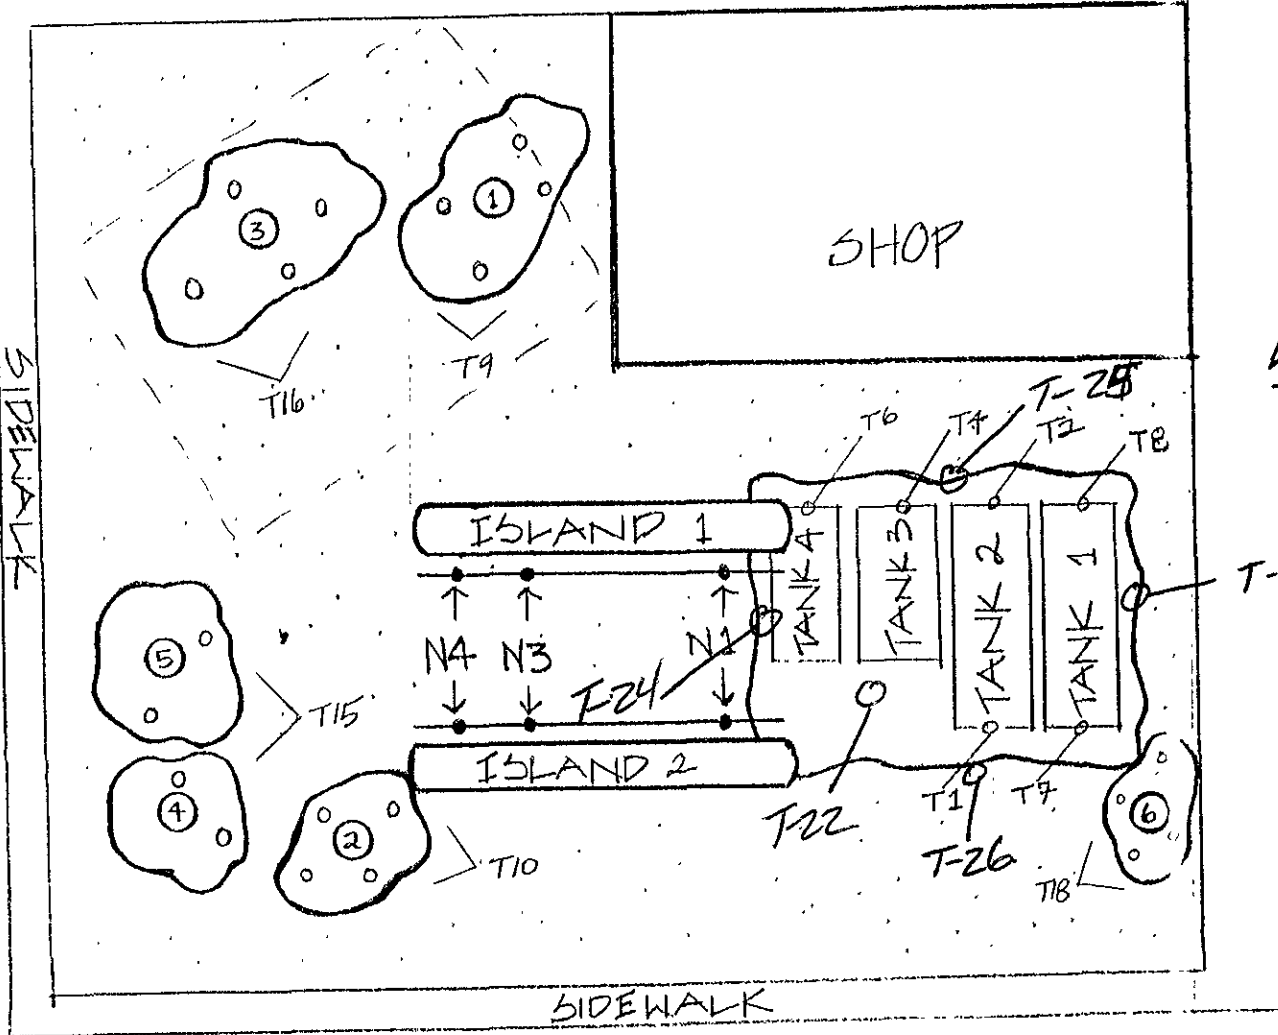 SHOP
1
3
T9
T16
SIDEWALK
T6
T4
T2
T8
ISLAND 1
TANK 4
TANK 3
TANK 2
TANK 1
T-
N4
N3
N1
T-24
5
T15
ISLAND 2
T-22
T1
T7
T-26
4
2
T10
6
T18
SIDEWALK